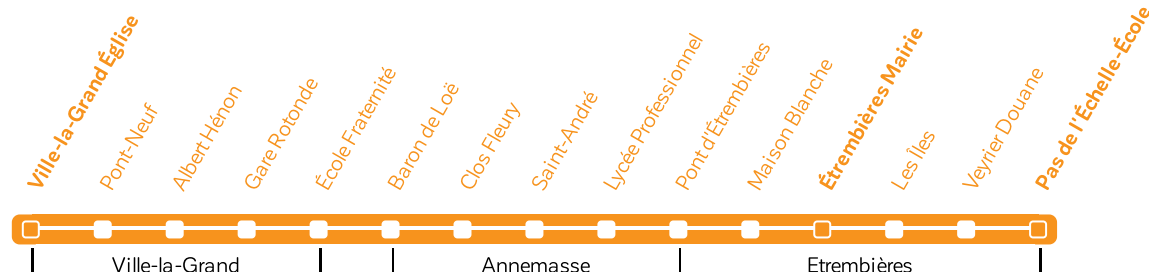 Ville-la-Grand Église
Pont-Neuf
Albert Hénon
Gare Rotonde
École Fraternité
Baron de Loë
Clos Fleury
Saint-André
Lycée Professionnel
Pont d'Étrembières
Maison Blanche
Étrembières Mairie
Les Îles
Veyrier Douane
Pas de l'Échelle-École
Ville-la-Grand
Annemasse
Etrembières